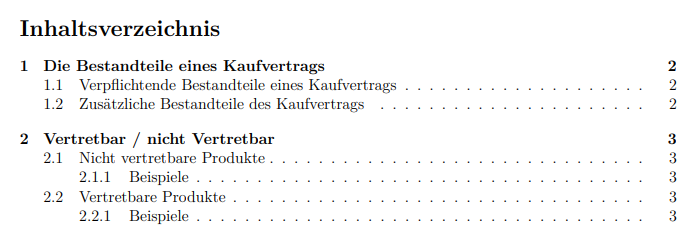 Inhaltsverzeichnis
1 Die Bestandteile eines Kaufvertrags 2
1.1 Verpflichtende Bestandteile eines Kaufvertrags . . . . . . . . . . . . . . . . . . . . 2
1.2 Zusätzliche Bestandteile des Kaufvertrags . . . . . . . . . . . . . . . . . . . . . 2
2 Vertretbar / nicht Vertretbar 3
2.1 Nicht vertretbare Produkte . . . . . . . . . . . . . . . . . . . . . . . . . . . . . 3
2.1.1 Beispiele . . . . . . . . . . . . . . . . . . . . . . . . . . . . . . . . . . 3
2.2 Vertretbare Produkte . . . . . . . . . . . . . . . . . . . . . . . . . . . . . . . 3
2.2.1 Beispiele . . . . . . . . . . . . . . . . . . . . . . . . . . . . . . . . . . 3